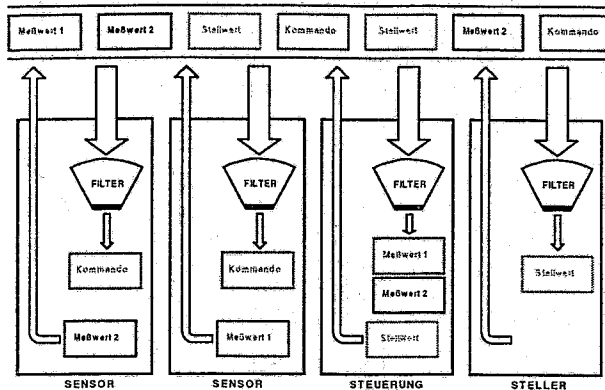 Meßwert 1
Meßwert 2
Stellwert
Kommando
Stellwert
Meßwert 2
Kommando
FILTER
FILTER
FILTER
FILTER
Kommando
Kommando
Meßwert 1
Meßwert 2
Stellwert
Meßwert 2
Meßwert 1
Stellwert
SENSOR
SENSOR
STEUERUNG
STELLER